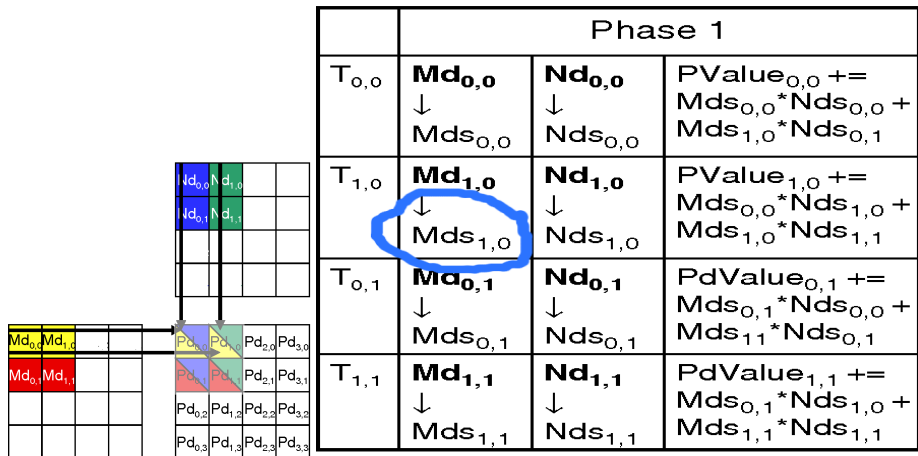 Phase 1
T0,0 Md0,0 Nd0,0 PValue0,0 +=
↓ ↓ Mds0,0*Nds0,0 +
Mds0,0 Nds0,0 Mds1,0*Nds0,1
T1,0 Md1,0 Nd1,0 PValue1,0 +=
↓ ↓ Mds0,0*Nds1,0 +
Mds1,0 Nds1,0 Mds1,0*Nds1,1
T0,1 Md0,1 Nd0,1 PdValue0,1 +=
↓ ↓ Mds0,1*Nds0,0 +
Mds0,1 Nds0,1 Mds11*Nds0,1
T1,1 Md1,1 Nd1,1 PdValue1,1 +=
↓ ↓ Mds0,1*Nds1,0 +
Mds1,1 Nds1,1 Mds1,1*Nds1,1
Nd0,0 Nd1,0
Nd0,1 Nd1,1
Md0,0 Md1,0
Md0,1 Md1,1
Pd1,0 Pd2,0 Pd3,0
Pd0,1 Pd1,1 Pd2,1 Pd3,1
Pd0,2 Pd1,2 Pd2,2 Pd3,2
Pd0,3 Pd1,3 Pd2,3 Pd3,3